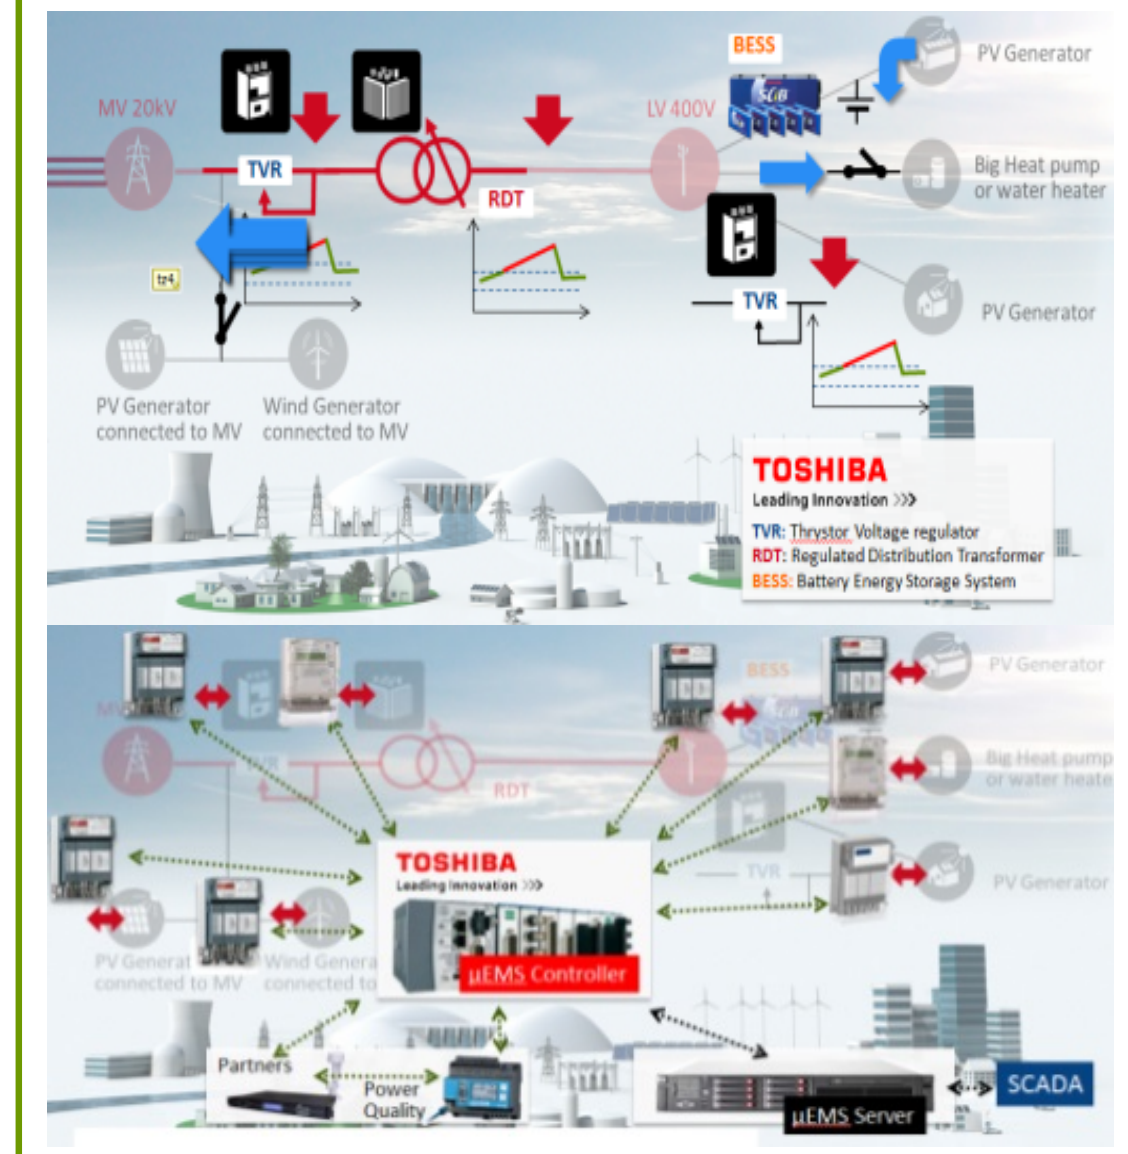 BESS
PV Generator
MV 20kV
LV 400V
TVR
RDT
Big Heat pump
or water heater
tz4
TVR
PV Generator
PV Generator
connected to MV
Wind Generator
connected to MV
TOSHIBA
Leading Innovation >>>
TVR: Thrystor Voltage regulator
RDT: Regulated Distribution Transformer
BESS: Battery Energy Storage System
BESS
PV Generator
TVR
RDT
Big Heat pump
or water heate
TOSHIBA
Leading Innovation >>>
TVR
PV Generator
µEMS Controller
PV Generat
connected to MV
Wind Genera
connected to
Partners
Power
Quality
µEMS Server
SCADA